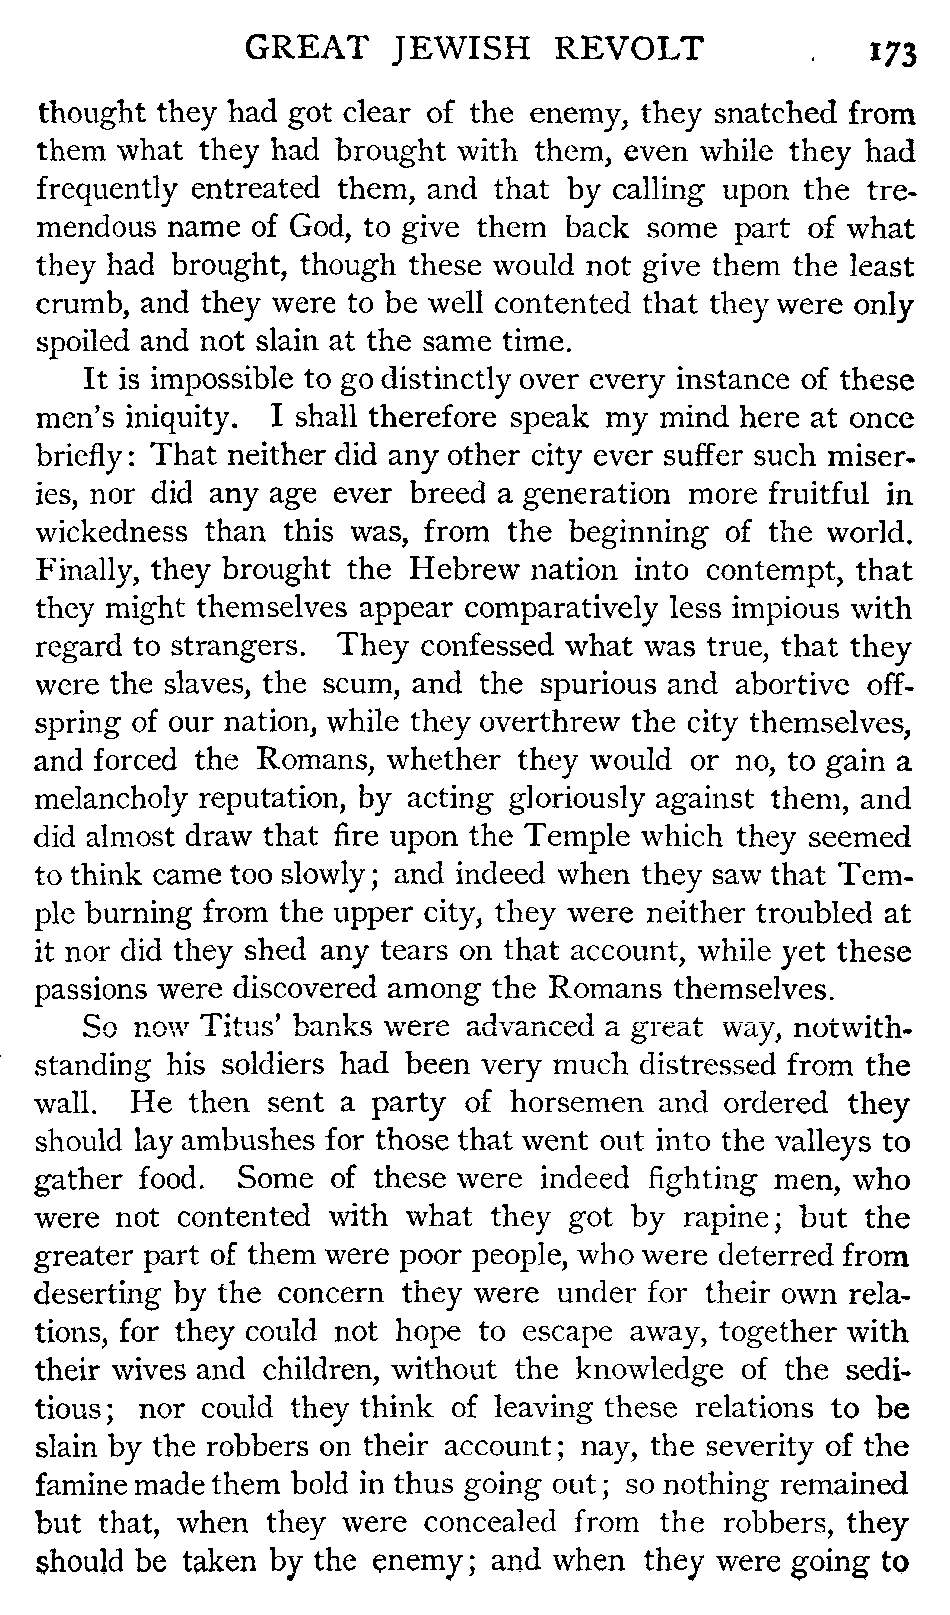 GREAT JEWISH REVOLT 173
thought they had got clear of the enemy, they snatched from
them what they had brought with them, even while they had
frequently entreated them, and that by calling upon the tre-
mendous name of God, to give them back some part of what
they had brought, though these would not give them the least
crumb, and they were to be well contented that they were only
spoiled and not slain at the same time.
It is impossible to go distinctly over every instance of these
men's iniquity. I shall therefore speak my mind here at once
briefly: That neither did any other city ever suffer such miser-
ies, nor did any age ever breed a generation more fruitful in
wickedness than this was, from the beginning of the world.
Finally, they brought the Hebrew nation into contempt, that
they might themselves appear comparatively less impious with
regard to strangers. They confessed what was true, that they
were the slaves, the scum, and the spurious and abortive off-
spring of our nation, while they overthrew the city themselves,
and forced the Romans, whether they would or no, to gain a
melancholy reputation, by acting gloriously against them, and
did almost draw that fire upon the Temple which they seemed
to think came too slowly; and indeed when they saw that Tem-
ple burning from the upper city, they were neither troubled at
it nor did they shed any tears on that account, while yet these
passions were discovered among the Romans themselves.
So now Titus' banks were advanced a great way, notwith-
standing his soldiers had been very much distressed from the
wall. He then sent a party of horsemen and ordered they
should lay ambushes for those that went out into the valleys to
gather food. Some of these were indeed fighting men, who
were not contented with what they got by rapine; but the
greater part of them were poor people, who were deterred from
deserting by the concern they were under for their own rela-
tions, for they could not hope to escape away, together with
their wives and children, without the knowledge of the sedi-
tious; nor could they think of leaving these relations to be
slain by the robbers on their account; nay, the severity of the
famine made them bold in thus going out; so nothing remained
but that, when they were concealed from the robbers, they
should be taken by the enemy; and when they were going to